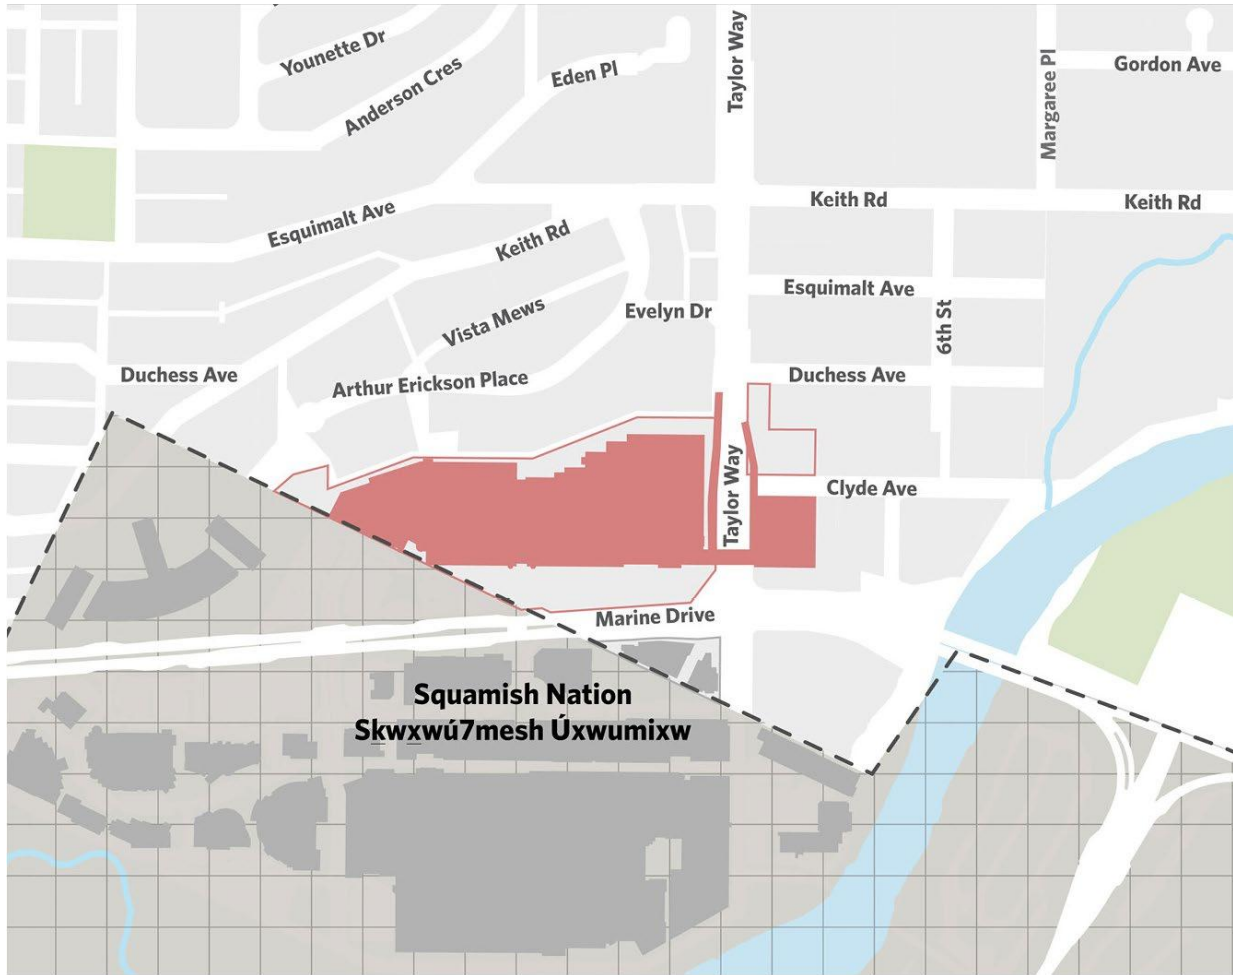 Younette Dr
Anderson Cres
Eden Pl
Taylor Way
Margaree Pl
Gordon Ave
Esquimalt Ave
Keith Rd
Keith Rd
Keith Rd
Vista Mews
Evelyn Dr
Esquimalt Ave
6th St
Duchess Ave
Arthur Erickson Place
Duchess Ave
Taylor Way
Clyde Ave
Marine Drive
Squamish Nation
Sḵwx̱wú7mesh Úxwumixw